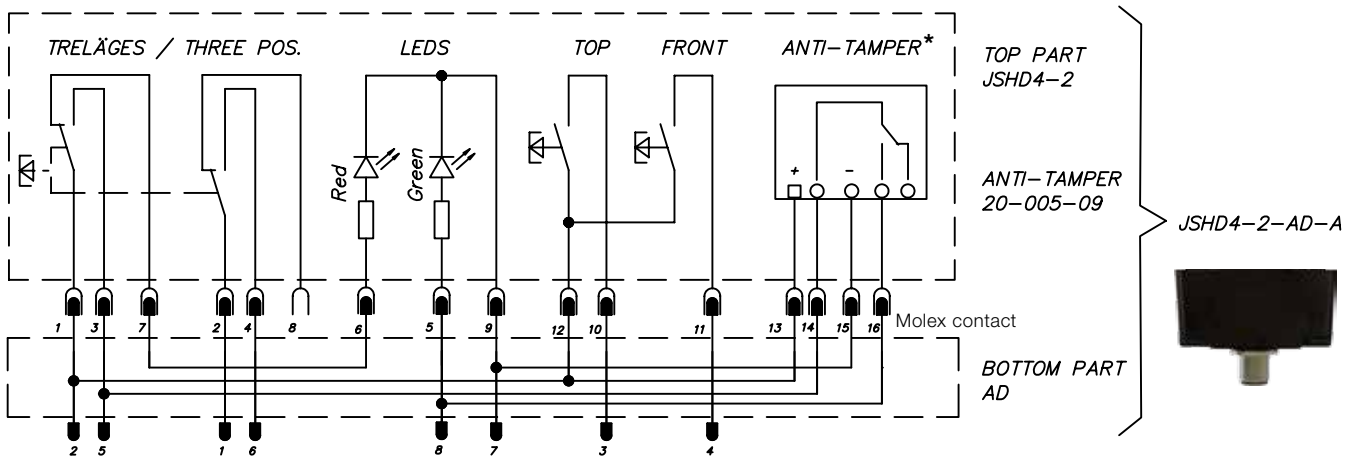 TRELÄGES / THREE POS. LEDS TOP FRONT ANTI-TAMPER*
TOP PART
JSHD4-2
Red
Green
+ -
ANTI-TAMPER
20-005-09
JSHD4-2-AD-A
1 3 7 2 4 8 6 5 9 12 10 11 13 14 15 16 Molex contact
BOTTOM PART
AD
2 5 1 6 8 7 3 4